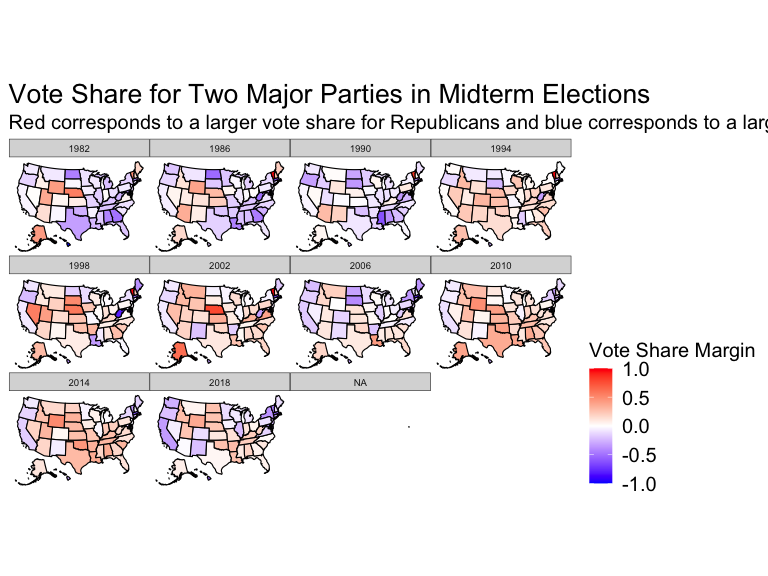 Vote Share for Two Major Parties in Midterm Elections
Red corresponds to a larger vote share for Republicans and blue corresponds to a larg
1982 1986 1990 1994
1998 2002 2006 2010
2014 2018 NA
Vote Share Margin
1.0
0.5
0.0
-0.5
-1.0